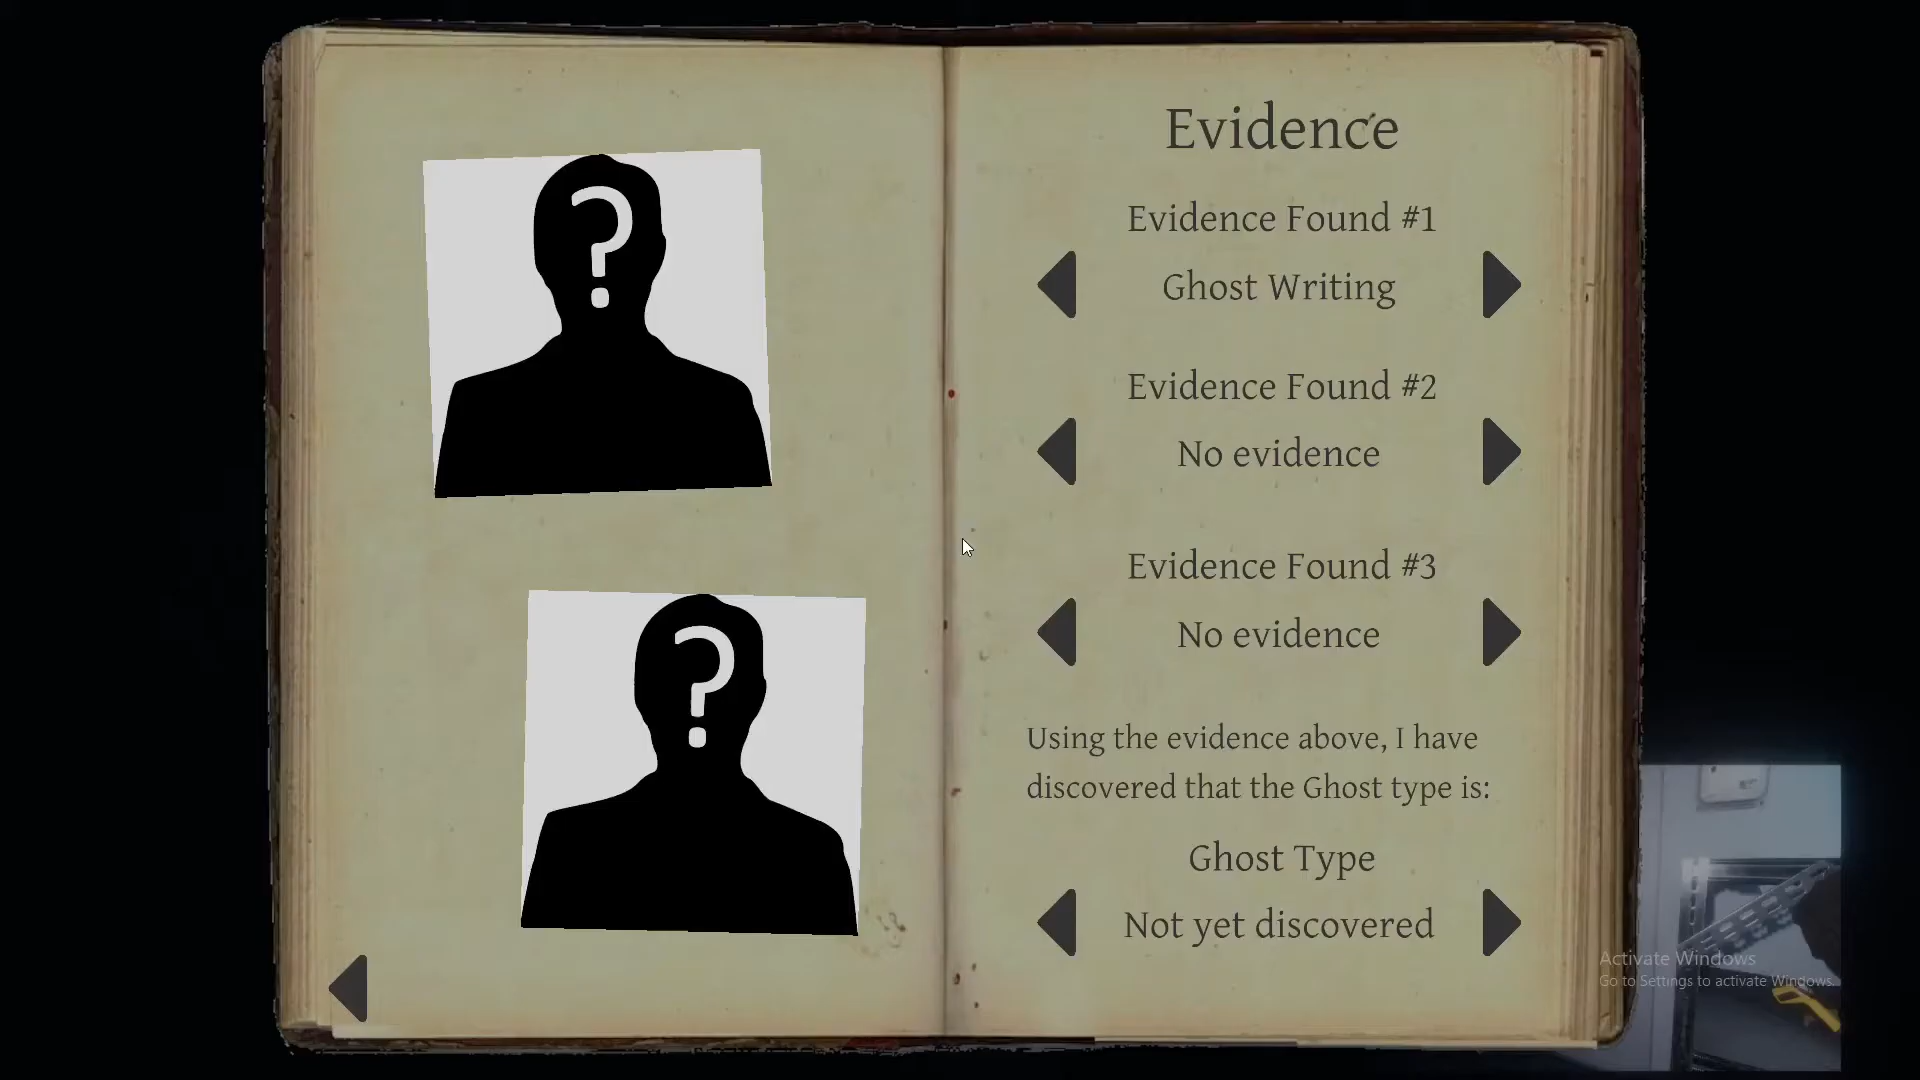 Evidence
Evidence Found #1
Ghost Writing
Evidence Found #2
No evidence
Evidence Found #3
No evidence
Using the evidence above, I have
discovered that the Ghost type is:
Ghost Type
Not yet discovered
Activate Windows
Go to Settings to activate Windows.
?
?